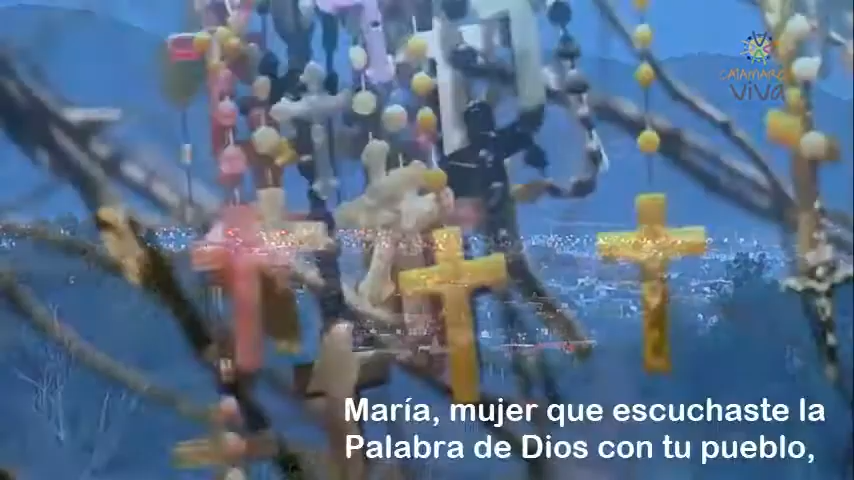 CATAMARCA
VIVA
María, mujer que escuchaste la
Palabra de Dios con tu pueblo,